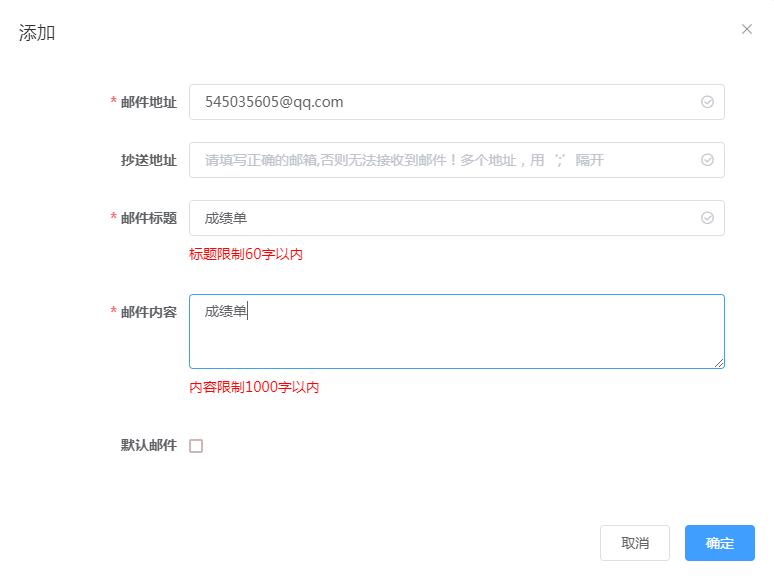 添加
* 邮件地址 545035605@qq.com
抄送地址 请填写正确的邮箱,否则无法接收到邮件！多个地址，用 ';' 隔开
* 邮件标题 成绩单
标题限制60字以内
* 邮件内容 成绩单
内容限制1000字以内
默认邮件
取消 确定